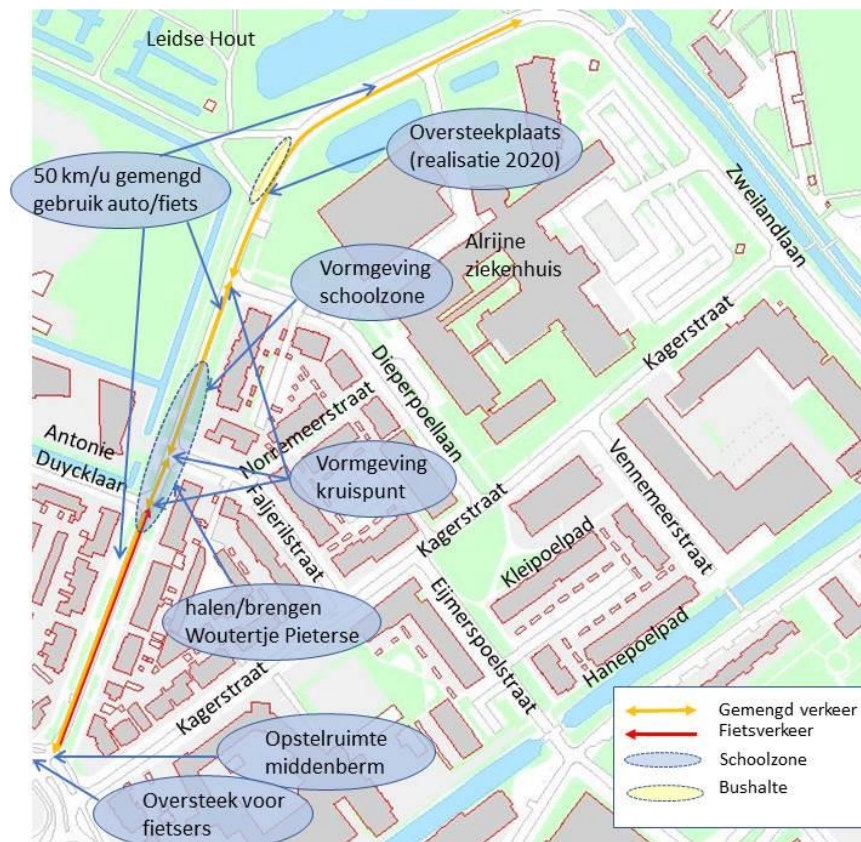 Leidse Hout
Oversteekplaats
(realisatie 2020)
50 km/u gemengd
gebruik auto/fiets
Zweilandlaan
Alrijne
ziekenhuis
Vormgeving
schoolzone
Kagerstraat
Dieperpoellaan
Norremeerstraat
Antonie
Duycklaan
Vormgeving
kruispunt
Vennemeerstraat
Faljerilstraat
Kagerstraat
Kleipoelpad
halen/brengen
Woutertje Pieterse
Eijmerspoelstraat
Hanepoelpad
Kagerstraat
Gemengd verkeer
Fietsverkeer
Schoolzone
Bushalte
Opstelruimte
middenberm
Oversteek voor
fietsers